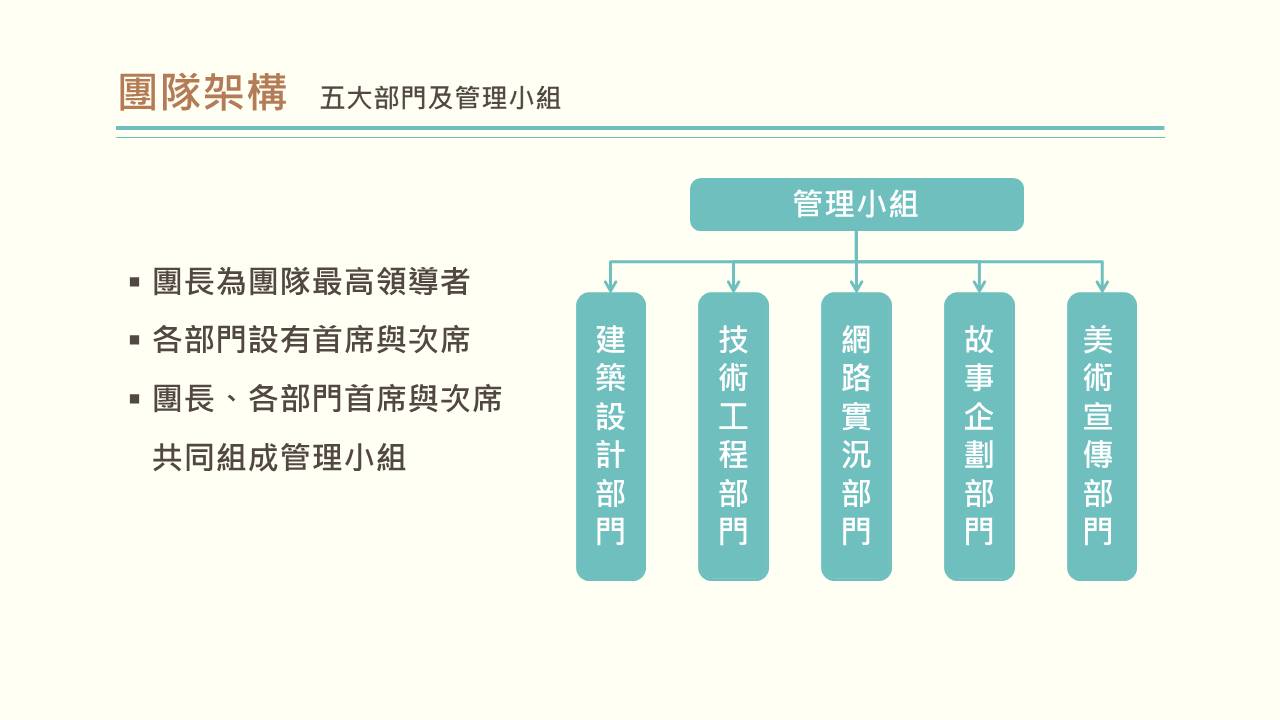 團隊架構 五大部門及管理小組
▪ 團長為團隊最高領導者
▪ 各部門設有首席與次席
▪ 團長、各部門首席與次席
共同組成管理小組
管理小組
建築設計部門
技術工程部門
網路實況部門
故事企劃部門
美術宣傳部門